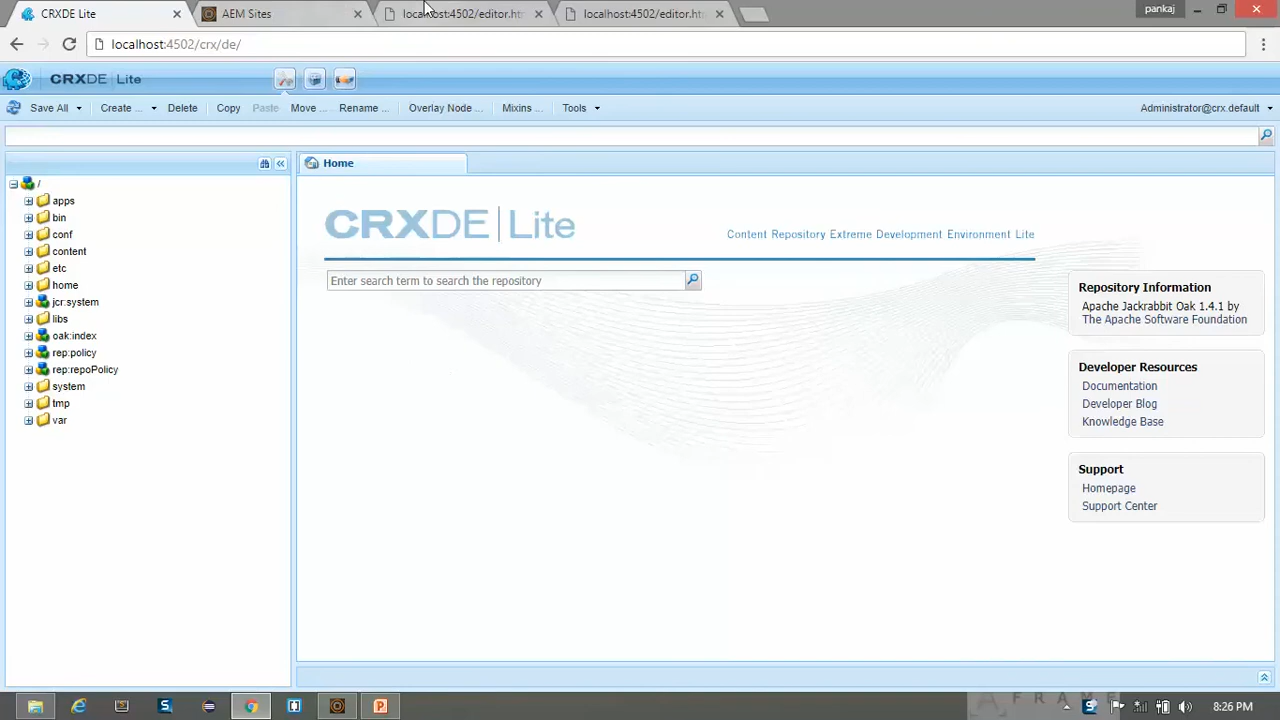 CRXDE Lite
AEM Sites
localhost:4502/editor.ht
localhost:4502/editor.ht
pankaj
localhost:4502/crx/de/
CRXDE Lite
Save All
Create ...
Delete
Copy
Paste
Move ...
Rename ...
Overlay Node ...
Mixins ...
Tools
Administrator@crx.default
/
Home
apps
bin
conf
content
etc
home
jcr:system
libs
oak:index
rep:policy
rep:repoPolicy
system
tmp
var
CRXDE Lite
Content Repository Extreme Development Environment Lite
Enter search term to search the repository
Repository Information
Apache Jackrabbit Oak 1.4.1 by
The Apache Software Foundation
Developer Resources
Documentation
Developer Blog
Knowledge Base
Support
Homepage
Support Center
A FRAME
8:26 PM